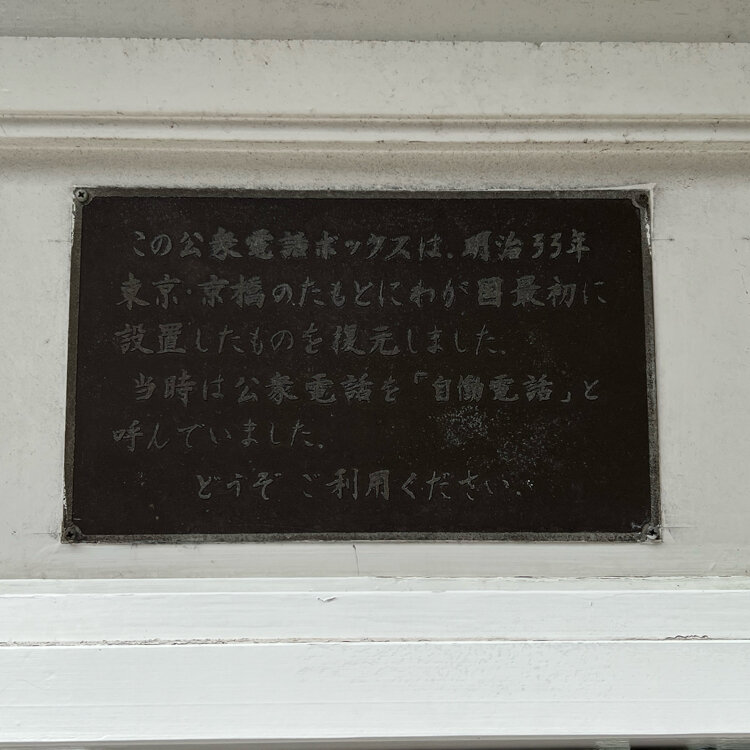 この公衆電話ボックスは、明治33年
東京・京橋のたもとにわが国最初に
設置したものを復元しました。
当時は公衆電話を「自働電話」と
呼んでいました。
どうぞ ご利用ください。